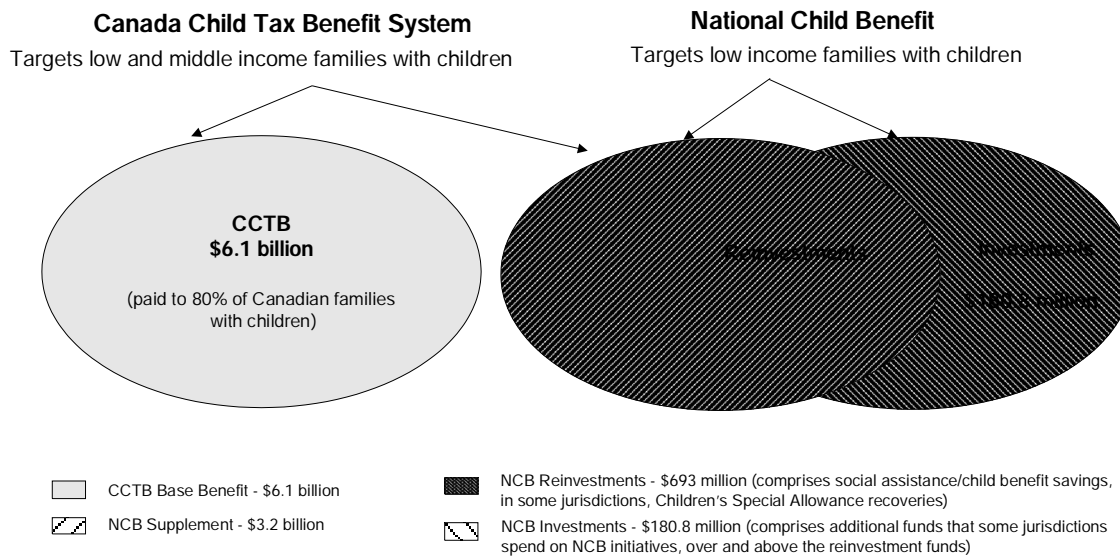 Canada Child Tax Benefit System
Targets low and middle income families with children
National Child Benefit
Targets low income families with children
CCTB
$6.1 billion
(paid to 80% of Canadian families
with children)
Reinvestments
Investments
$180.8 million
CCTB Base Benefit - $6.1 billion
NCB Supplement - $3.2 billion
NCB Reinvestments - $693 million (comprises social assistance/child benefit savings,
in some jurisdictions, Children's Special Allowance recoveries)
NCB Investments - $180.8 million (comprises additional funds that some jurisdictions
spend on NCB initiatives, over and above the reinvestment funds)